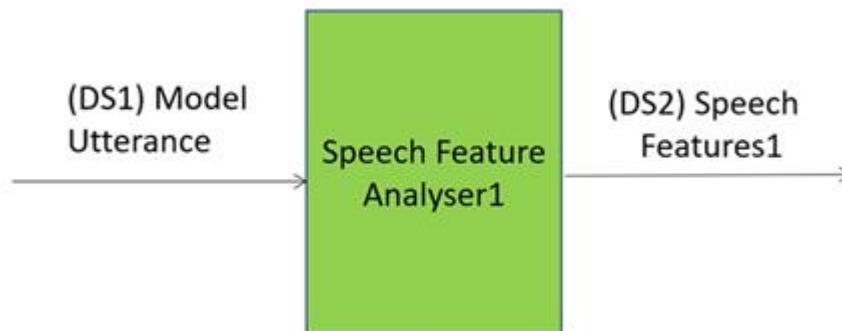 (DS1) Model
Utterance
Speech Feature
Analyser1
(DS2) Speech
Features1